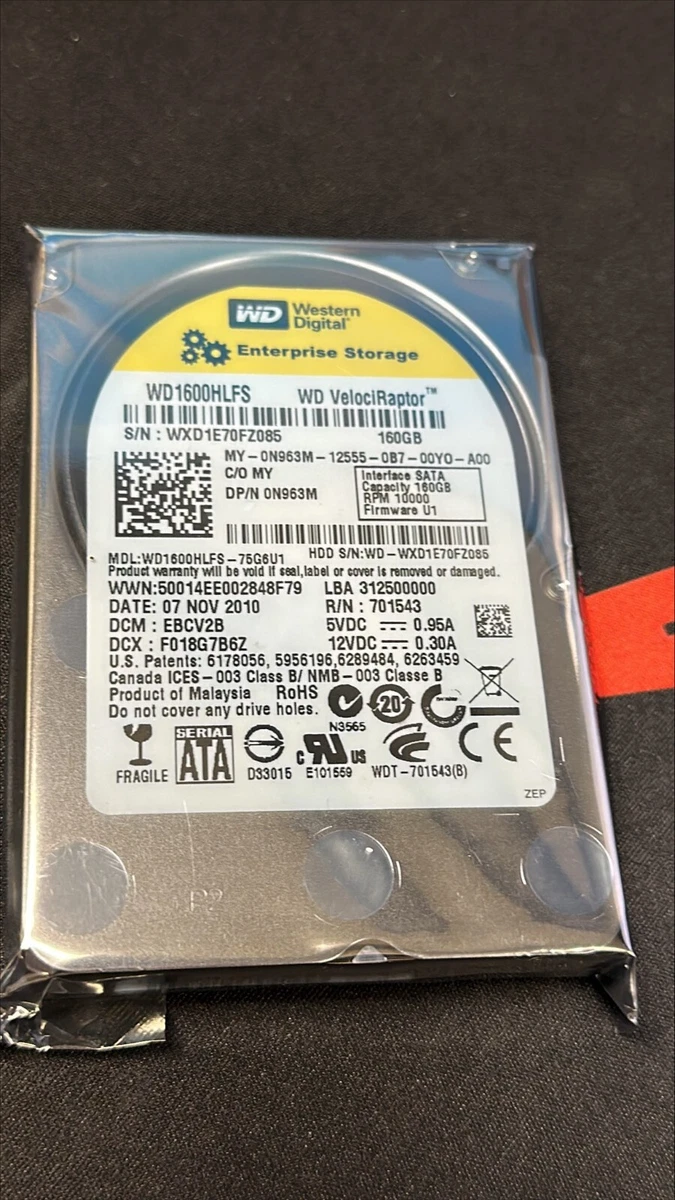 WD Western Digital
Enterprise Storage
WD1600HLFS WD VelociRaptor™
S/N : WXD1E70FZ085 160GB
MY-0N963M-12555-0B7-00YO-A00
C/O MY
DP/N 0N963M
Interface SATA
Capacity 160GB
RPM 10000
Firmware U1
MDL:WD1600HLFS-75G6U1 HDD S/N:WD-WXD1E70FZ085
Product warranty will be void if seal,label or cover is removed or damaged.
WWN:50014EE002848F79 LBA 312500000
DATE: 07 NOV 2010 R/N : 701543
DCM : EBCV2B 5VDC 0.95A
DCX : F018G7B6Z 12VDC 0.30A
U.S. Patents: 6178056, 5956196,6289484, 6263459
Canada ICES-003 Class B/ NMB-003 Classe B
Product of Malaysia RoHS
Do not cover any drive holes.
20
N3565
FRAGILE
SERIAL
ATA
D33015
c RU US
E101559
WDT-701543(B)
CE
ZEP